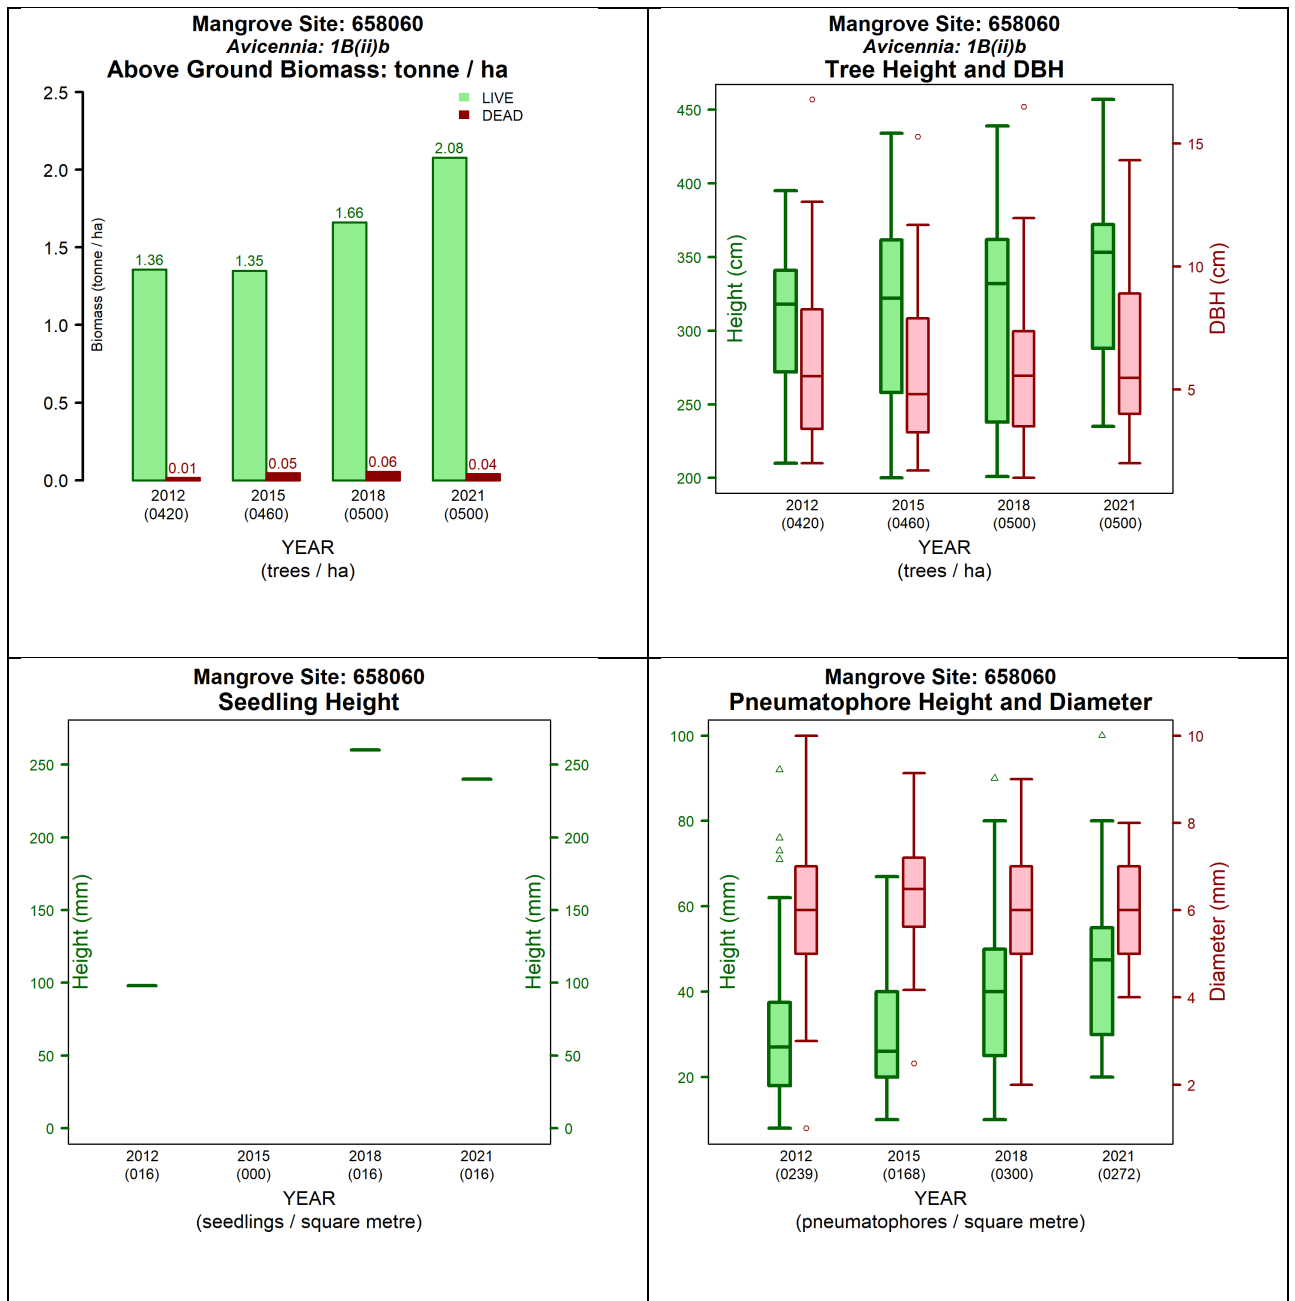 Mangrove Site: 658060
Avicennia: 1B(ii)b
Above Ground Biomass: tonne / ha
LIVE
DEAD
2.5
2.0
1.5
1.0
0.5
0.0
Biomass (tonne / ha)
1.36
0.01
1.35
0.05
1.66
0.06
2.08
0.04
2012 2015 2018 2021
(0420) (0460) (0500) (0500)
YEAR
(trees / ha)
Mangrove Site: 658060
Avicennia: 1B(ii)b
Tree Height and DBH
450
400
350
300
250
200
Height (cm)
15
10
5
DBH (cm)
2012 2015 2018 2021
(0420) (0460) (0500) (0500)
YEAR
(trees / ha)
Mangrove Site: 658060
Seedling Height
250
200
150
100
50
0
Height (mm)
250
200
150
100
50
0
Height (mm)
2012 2015 2018 2021
(016) (000) (016) (016)
YEAR
(seedlings / square metre)
Mangrove Site: 658060
Pneumatophore Height and Diameter
100
80
60
40
20
Height (mm)
10
8
6
4
2
Diameter (mm)
2012 2015 2018 2021
(0239) (0168) (0300) (0272)
YEAR
(pneumatophores / square metre)